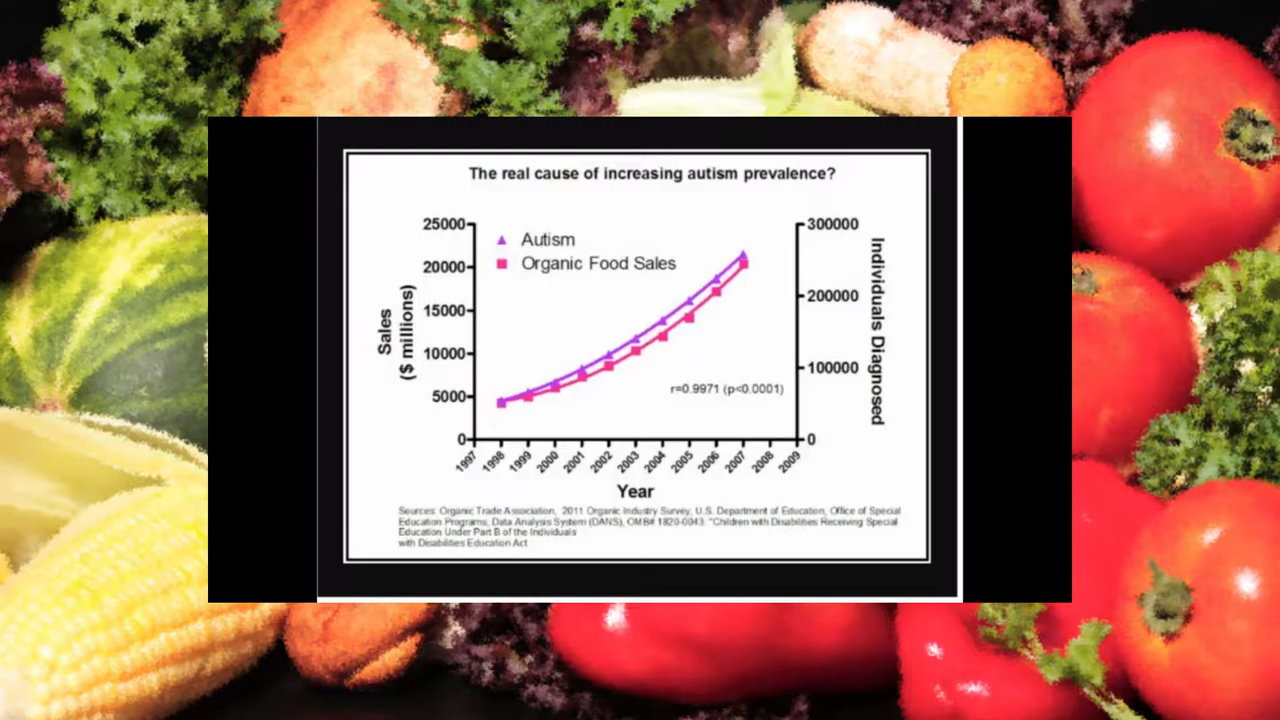 The real cause of increasing autism prevalence?
25000
20000
15000
10000
5000
0
Sales
($ millions)
Autism
Organic Food Sales
r=0.9971 (p<0.0001)
300000
200000
100000
0
Individuals Diagnosed
1997 1998 1999 2000 2001 2002 2003 2004 2005 2006 2007 2008 2009
Year
Sources: Organic Trade Association, 2011 Organic Industry Survey, U.S. Department of Education, Office of Special
Education Programs, Data Analysis System (DANS), OMB# 1820-0043: "Children with Disabilities Receiving Special
Education Under Part B of the Individuals
with Disabilities Education Act